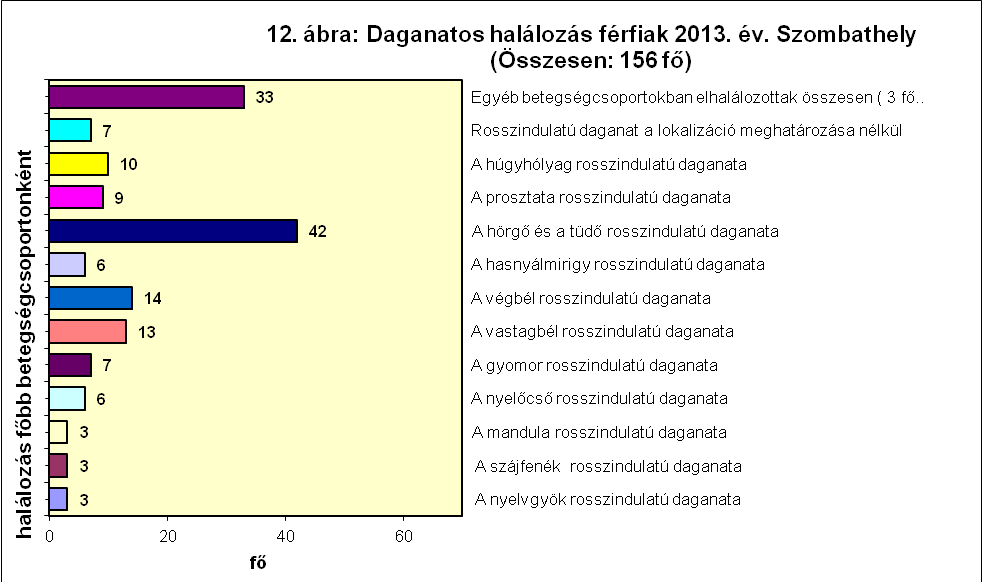 12. ábra: Daganatos halálozás férfiak 2013. év. Szombathely
(Összesen: 156 fő)
halálozás főbb betegségcsoportonként
33 Egyéb betegségcsoportokban elhalálozottak összesen ( 3 fő..
7 Rosszindulatú daganat a lokalizáció meghatározása nélkül
10 A húgyhólyag rosszindulatú daganata
9 A prosztata rosszindulatú daganata
42 A hörgő és a tüdő rosszindulatú daganata
6 A hasnyálmirigy rosszindulatú daganata
14 A végbél rosszindulatú daganata
13 A vastagbél rosszindulatú daganata
7 A gyomor rosszindulatú daganata
6 A nyelőcső rosszindulatú daganata
3 A mandula rosszindulatú daganata
3 A szájfenék rosszindulatú daganata
3 A nyelvgyök rosszindulatú daganata
0 20 40 60
fő